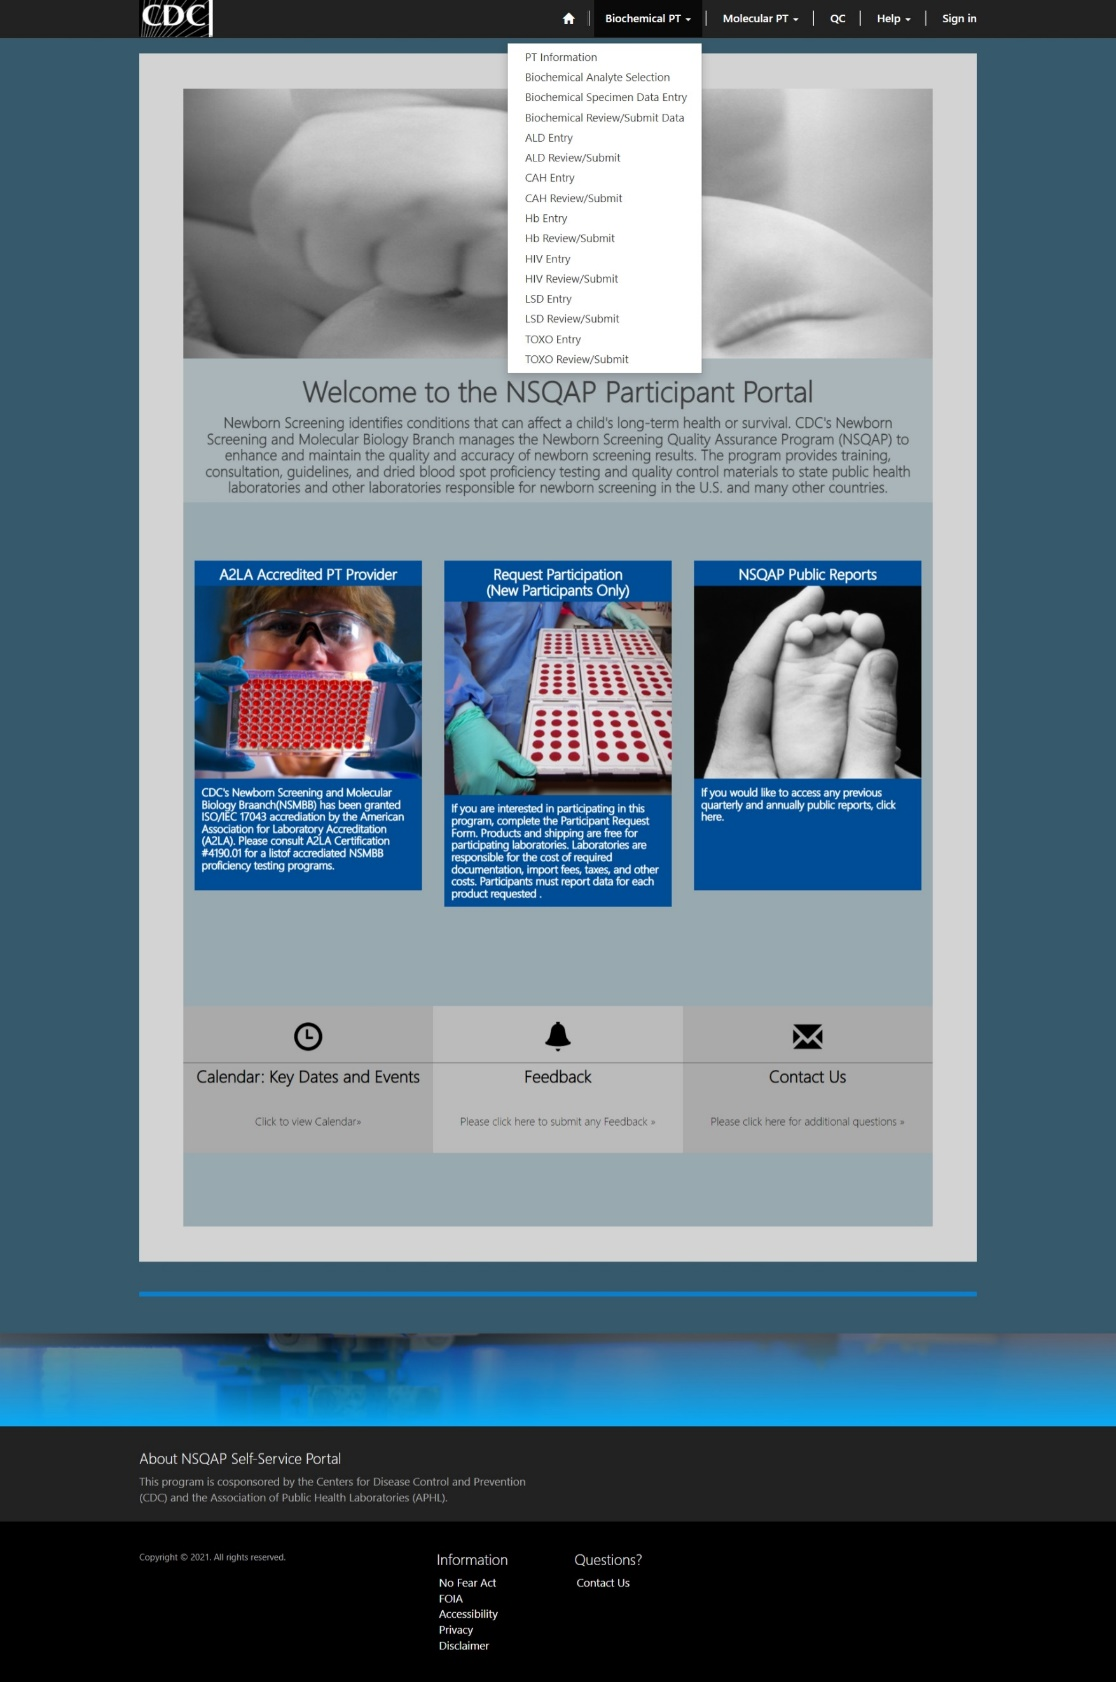 CDC
Biochemical PT
Molecular PT
QC
Help
Sign in
PT Information
Biochemical Analyte Selection
Biochemical Specimen Data Entry
Biochemical Review/Submit Data
ALD Entry
ALD Review/Submit
CAH Entry
CAH Review/Submit
Hb Entry
Hb Review/Submit
HIV Entry
HIV Review/Submit
LSD Entry
LSD Review/Submit
TOXO Entry
TOXO Review/Submit
Welcome to the NSQAP Participant Portal
Newborn Screening identifies conditions that can affect a child's long-term health or survival. CDC's Newborn
Screening and Molecular Biology Branch manages the Newborn Screening Quality Assurance Program (NSQAP) to
enhance and maintain the quality and accuracy of newborn screening results. The program provides training,
consultation, guidelines, and dried blood spot proficiency testing and quality control materials to state public health
laboratories and other laboratories responsible for newborn screening in the U.S. and many other countries.
A2LA Accredited PT Provider
CDC's Newborn Screening and Molecular
Biology Braanch(NSMBB) has been granted
ISO/IEC 17043 accrediation by the American
Association for Laboratory Accreditation
(A2LA). Please consult A2LA Certification
#4190.01 for a listof accrediated NSMBB
proficiency testing programs.
Request Participation
(New Participants Only)
If you are interested in participating in this
program, complete the Participant Request
Form. Products and shipping are free for
participating laboratories. Laboratories are
responsible for the cost of required
documentation, import fees, taxes, and other
costs. Participants must report data for each
product requested .
NSQAP Public Reports
If you would like to access any previous
quarterly and annually public reports, click
here.
Calendar: Key Dates and Events
Click to view Calendar»
Feedback
Please click here to submit any Feedback »
Contact Us
Please click here for additional questions »
About NSQAP Self-Service Portal
This program is cosponsored by the Centers for Disease Control and Prevention
(CDC) and the Association of Public Health Laboratories (APHL).
Copyright © 2021. All rights reserved.
Information
No Fear Act
FOIA
Accessibility
Privacy
Disclaimer
Questions?
Contact Us